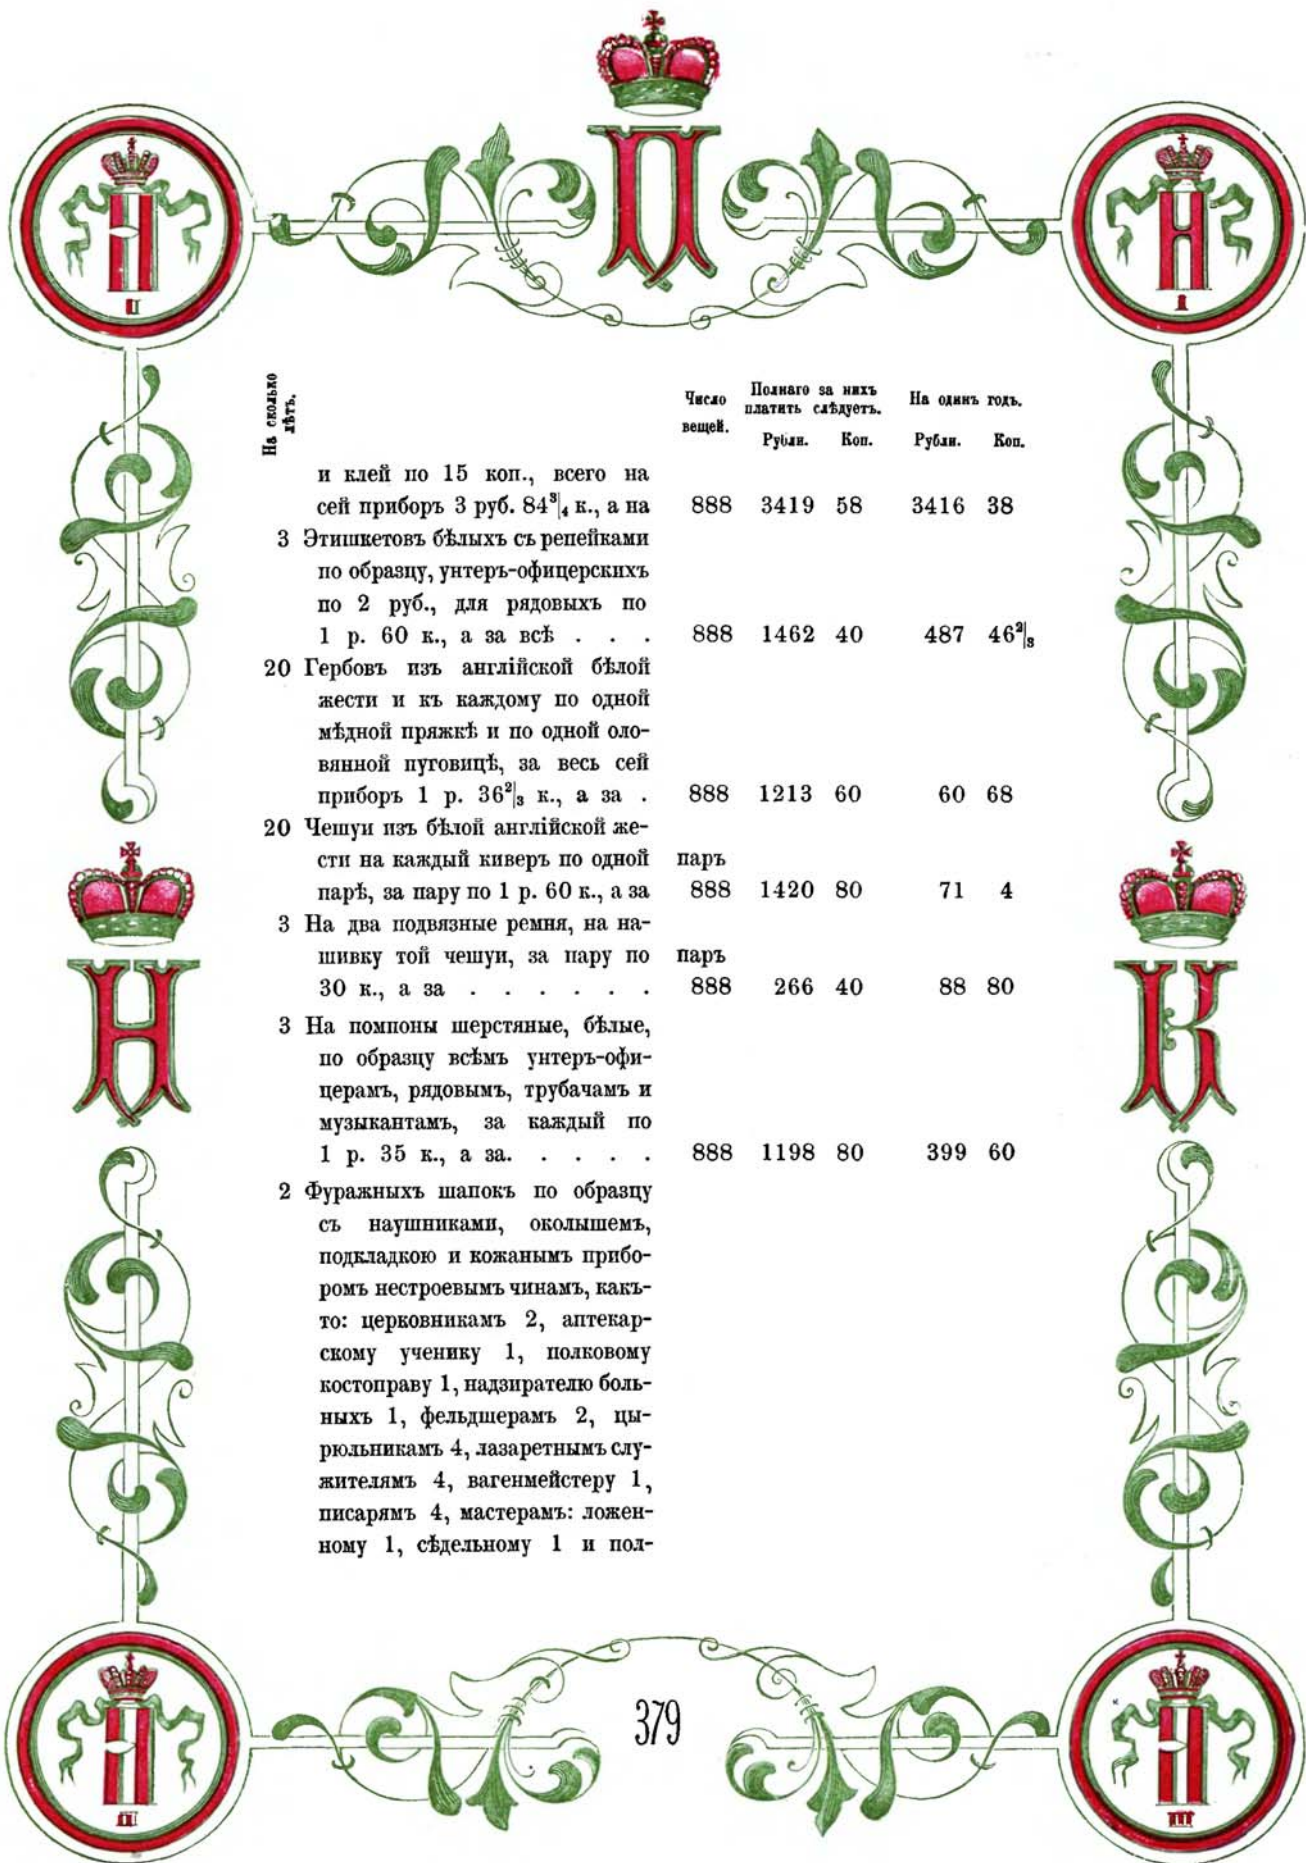 На сколько лѣтъ.
Число вещей.
Полнаго за нихъ платить слѣдуетъ.
На одинъ годъ.
Рубли. Коп. Рубли. Коп.
и клей по 15 коп., всего на
сей приборъ 3 руб. 84³|₄ к., а на 888 3419 58 3416 38
3 Этишкетовъ бѣлыхъ съ репейками
по образцу, унтеръ-офицерскихъ
по 2 руб., для рядовыхъ по
1 р. 60 к., а за всѣ . . . 888 1462 40 487 46²|₃
20 Гербовъ изъ англійской бѣлой
жести и къ каждому по одной
мѣдной пряжкѣ и по одной оло-
вянной пуговицѣ, за весь сей
приборъ 1 р. 36²|₃ к., а за . 888 1213 60 60 68
20 Чешуи изъ бѣлой англійской же-
сти на каждый киверъ по одной паръ
парѣ, за пару по 1 р. 60 к., а за 888 1420 80 71 4
3 На два подвязные ремня, на на-
шивку той чешуи, за пару по паръ
30 к., а за . . . . . . 888 266 40 88 80
3 На помпоны шерстяные, бѣлые,
по образцу всѣмъ унтеръ-офи-
церамъ, рядовымъ, трубачамъ и
музыкантамъ, за каждый по
1 р. 35 к., а за. . . . . 888 1198 80 399 60
2 Фуражныхъ шапокъ по образцу
съ наушниками, околышемъ,
подкладкою и кожанымъ прибо-
ромъ нестроевымъ чинамъ, какъ-
то: церковникамъ 2, аптекар-
скому ученику 1, полковому
костоправу 1, надзирателю боль-
ныхъ 1, фельдшерамъ 2, цы-
рюльникамъ 4, лазаретнымъ слу-
жителямъ 4, вагенмейстеру 1,
писарямъ 4, мастерамъ: ложен-
ному 1, сѣдельному 1 и пол-
379